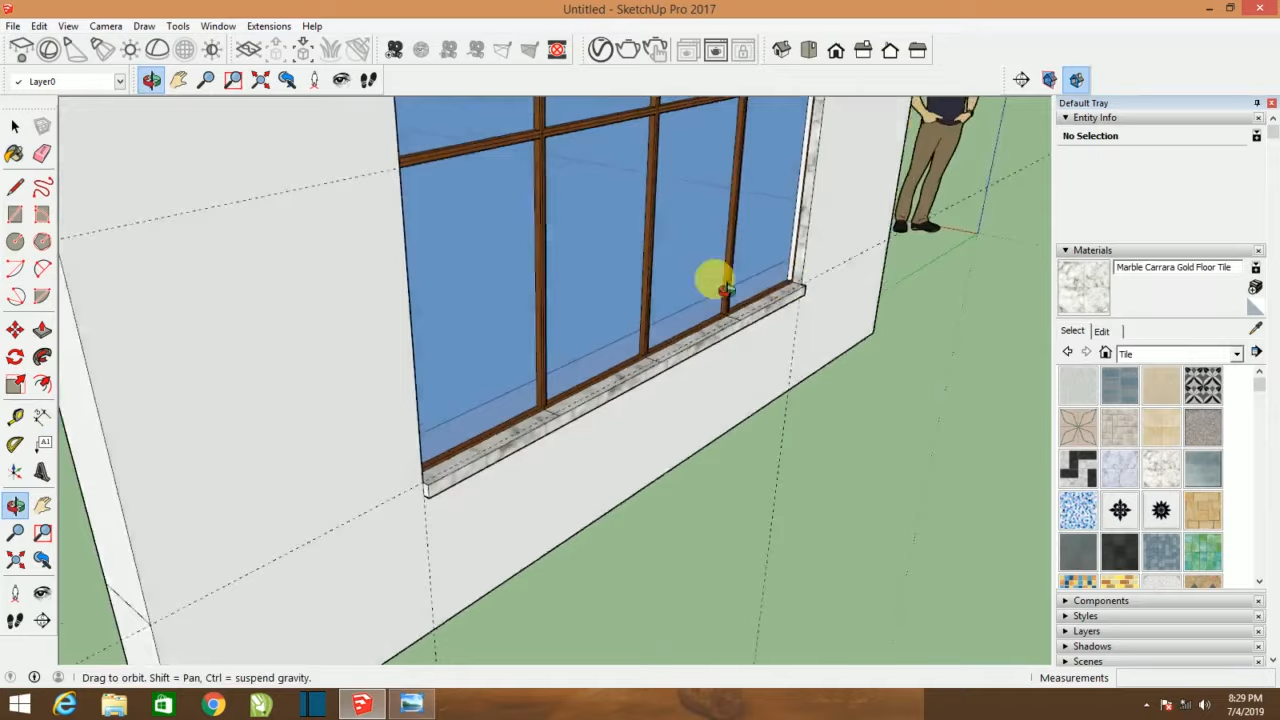 Untitled - SketchUp Pro 2017
File Edit View Camera Draw Tools Window Extensions Help
Layer0
Default Tray
Entity Info
No Selection
Materials
Marble Carrara Gold Floor Tile
Select Edit
Tile
A1
Components
Styles
Layers
Shadows
Scenes
Drag to orbit. Shift = Pan, Ctrl = suspend gravity.
Measurements
8:29 PM
7/4/2019